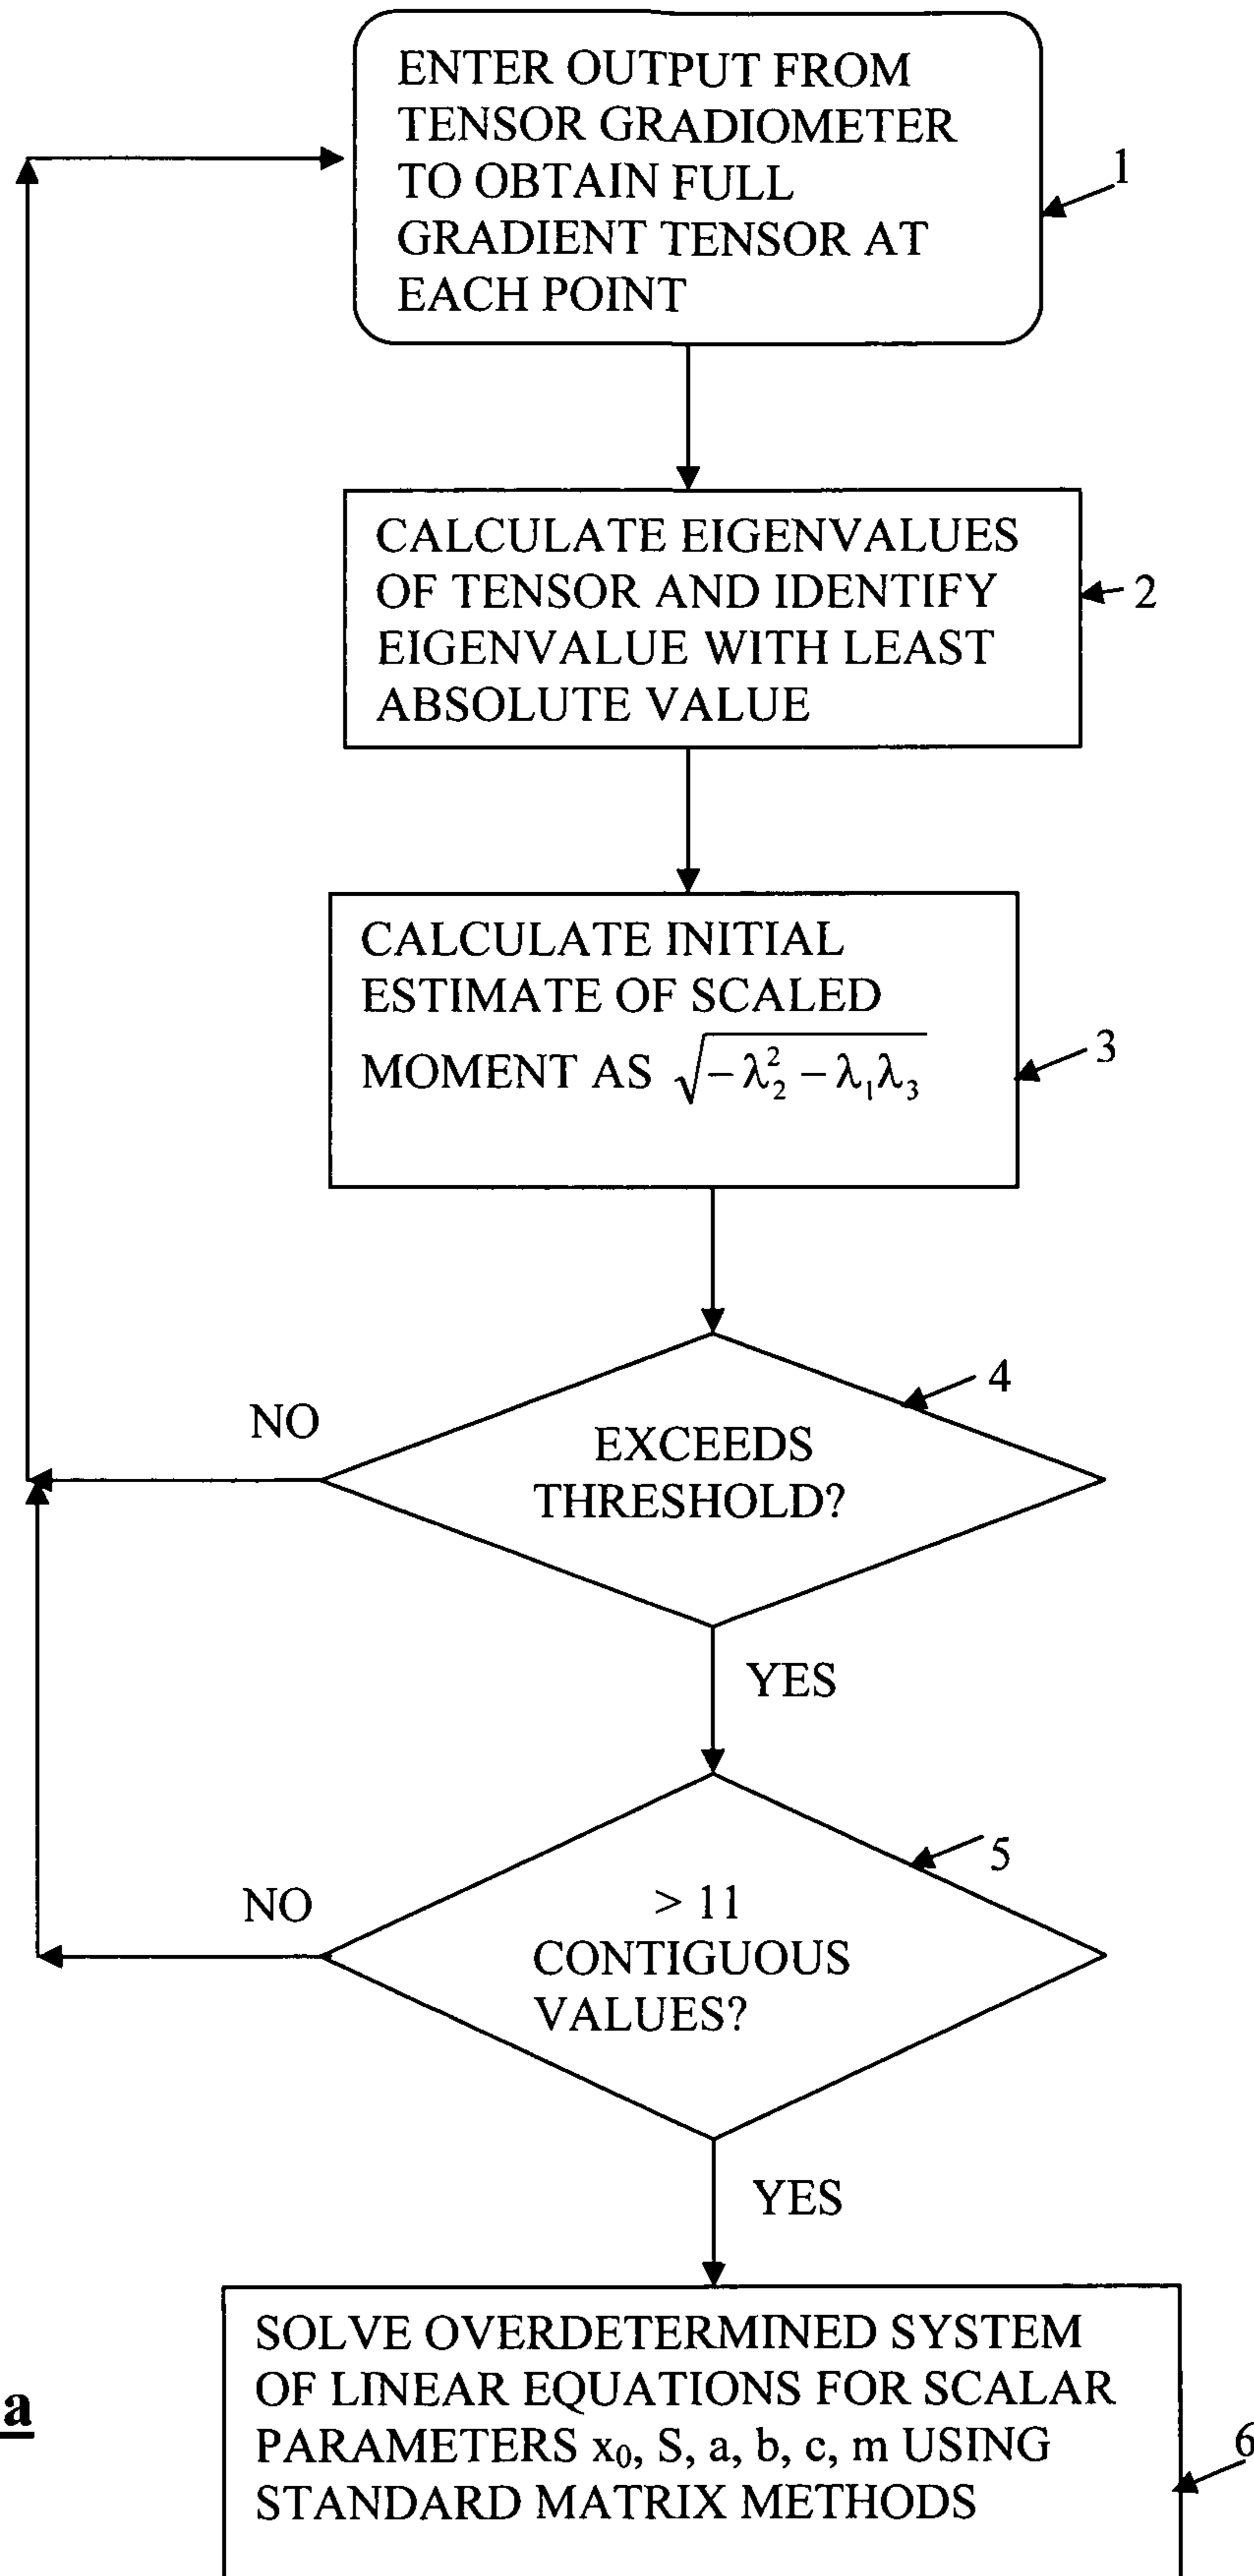 ENTER OUTPUT FROM
TENSOR GRADIOMETER
TO OBTAIN FULL
GRADIENT TENSOR AT
EACH POINT
1
CALCULATE EIGENVALUES
OF TENSOR AND IDENTIFY
EIGENVALUE WITH LEAST
ABSOLUTE VALUE
2
CALCULATE INITIAL
ESTIMATE OF SCALED
MOMENT AS √(−λ₂² − λ₁λ₃)
3
4
NO
EXCEEDS
THRESHOLD?
YES
5
NO
> 11
CONTIGUOUS
VALUES?
YES
SOLVE OVERDETERMINED SYSTEM
OF LINEAR EQUATIONS FOR SCALAR
PARAMETERS x₀, S, a, b, c, m USING
STANDARD MATRIX METHODS
6
a